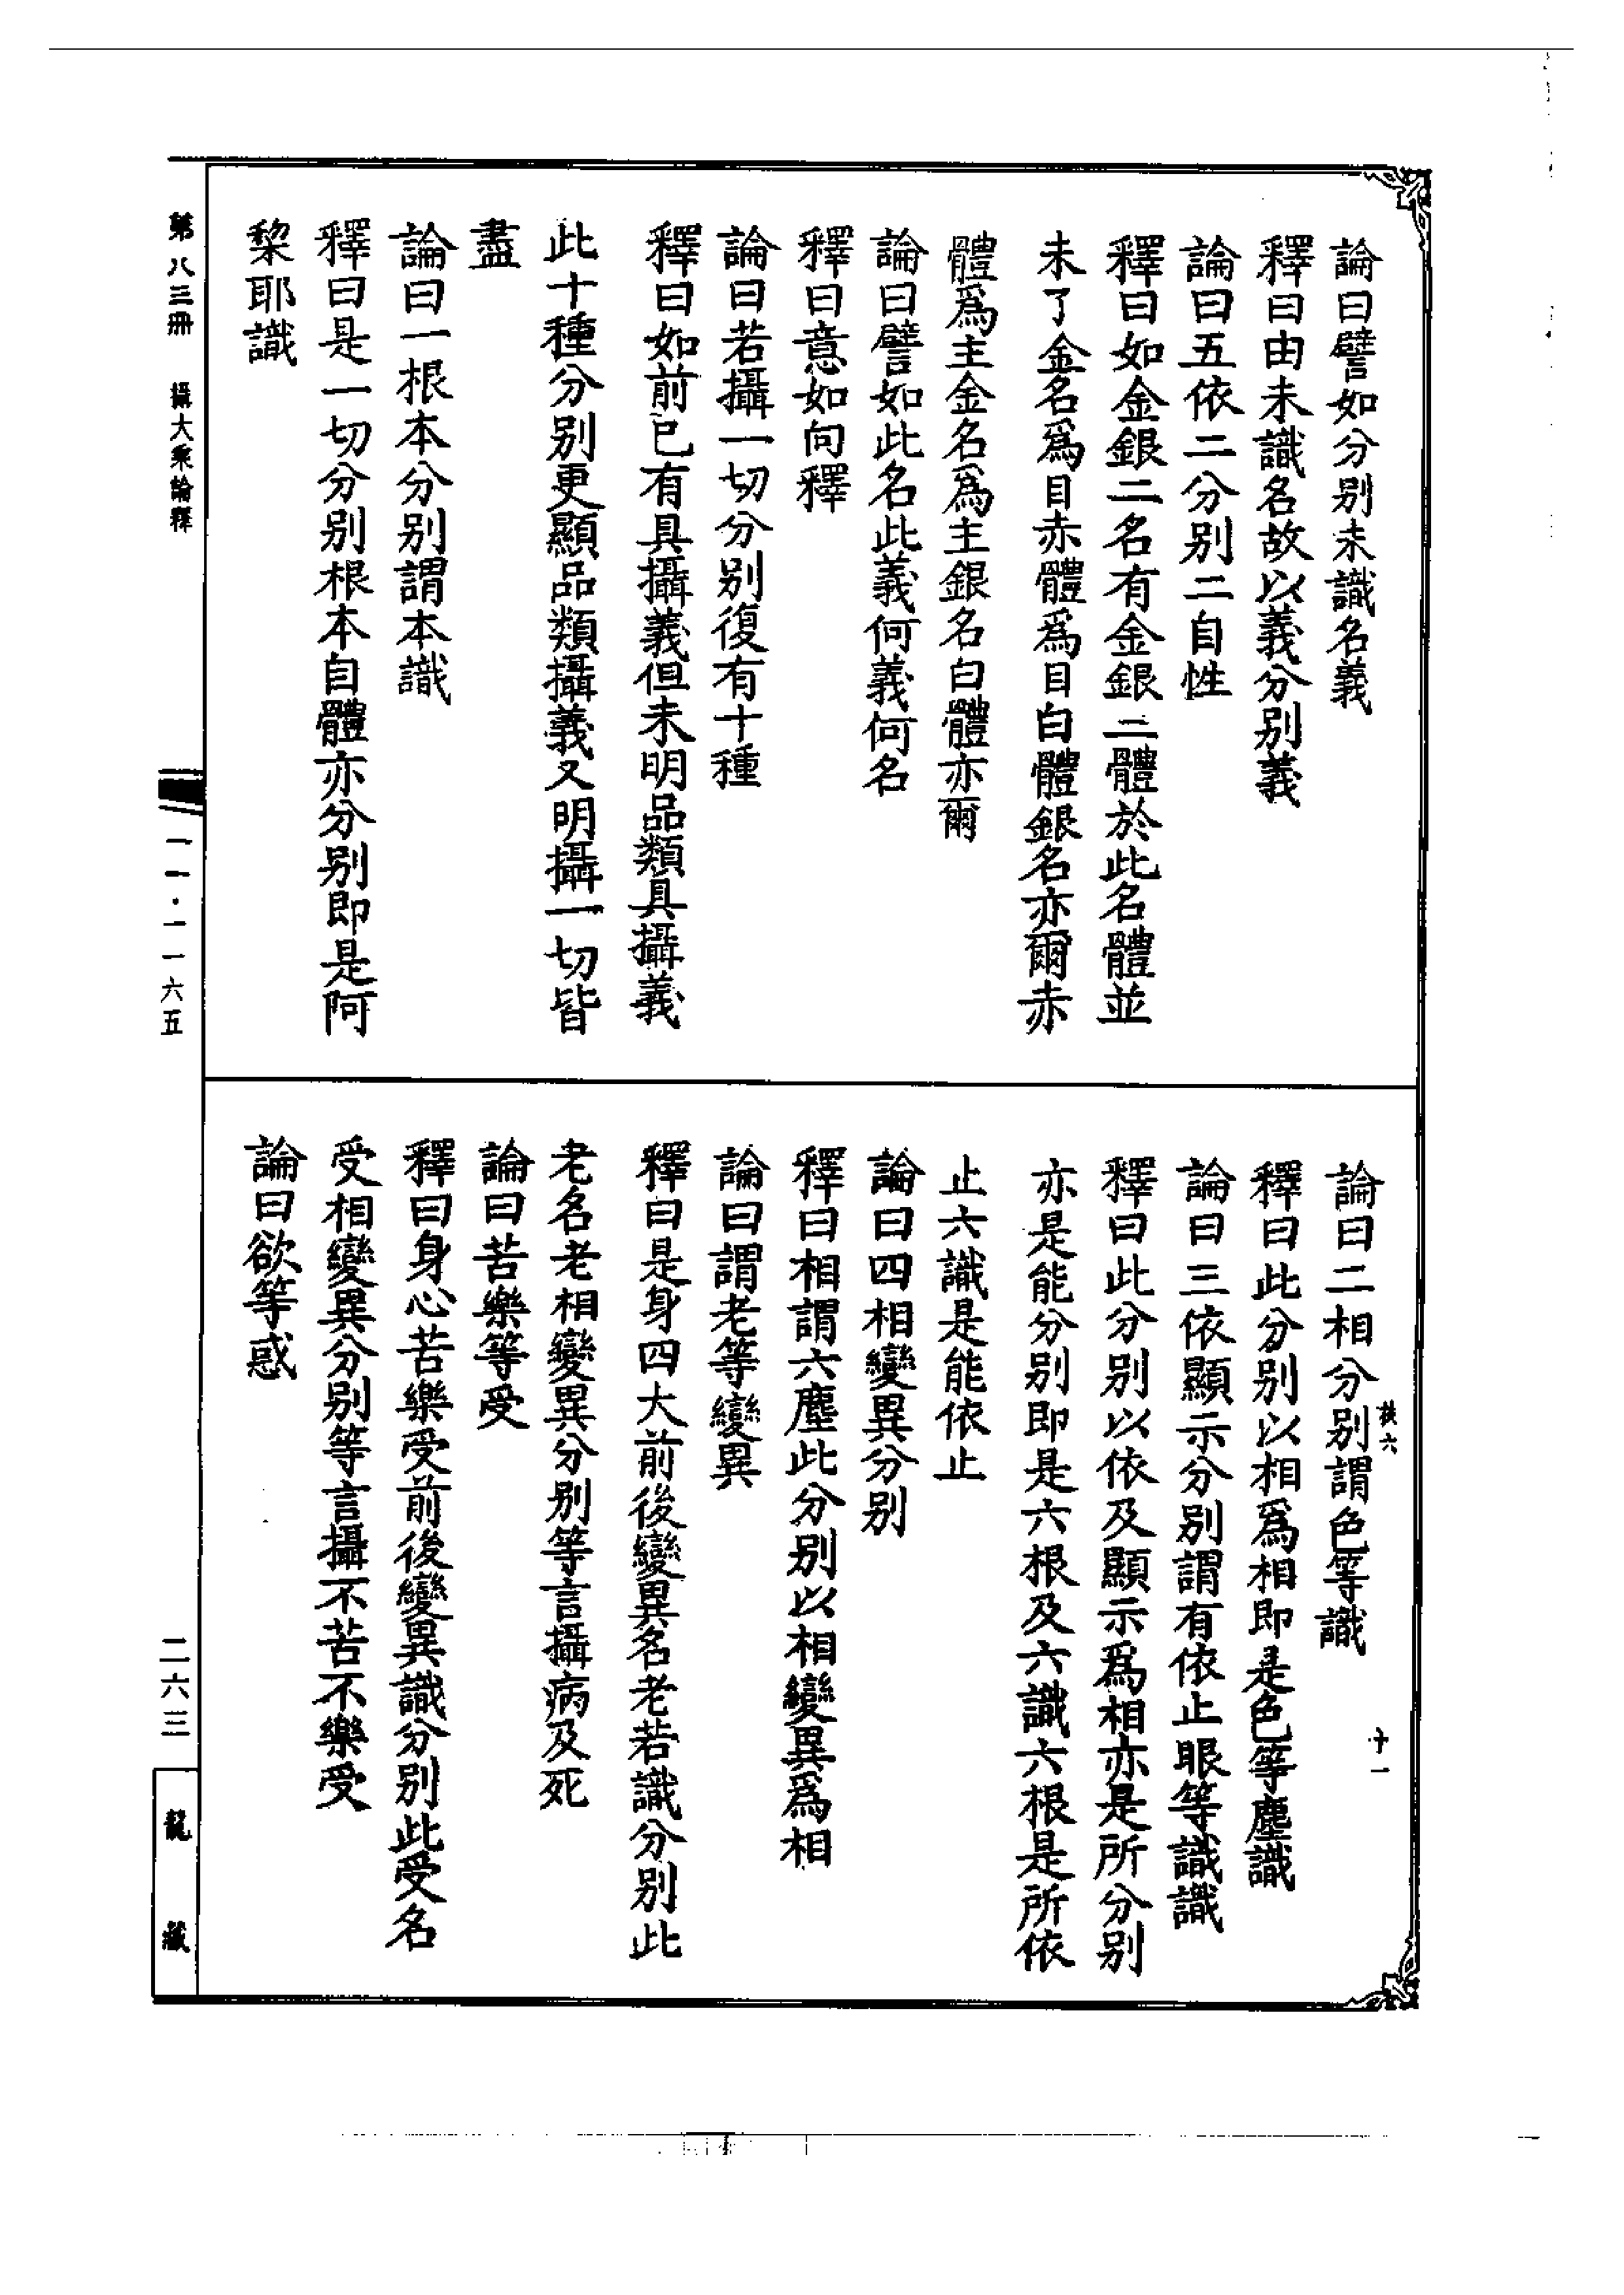 論曰譬如分別未識名義
釋曰由未識名故以義分別義
論曰五依二分別二自性
釋曰如金銀二名有金銀二體於此名體並
未了金名爲目赤體爲目白體銀名亦爾赤
體爲主金名爲主銀名白體亦爾
論曰譬如此名此義何義何名
釋曰意如向釋
論曰若攝一切分別復有十種
釋曰如前已有具攝義但未明品類具攝義
此十種分別更顯品類攝義又明攝一切皆
盡
論曰一根本分別謂本識
釋曰是一切分別根本自體亦分別即是阿
黎耶識
論曰二相分別謂色等識
釋曰此分別以相爲相即是色等塵識
論曰三依顯示分別謂有依止眼等識識
釋曰此分別以依及顯示爲相亦是所分別
亦是能分別即是六根及六識六根是所依
止六識是能依止
論曰四相變異分別
釋曰相謂六塵此分別以相變異爲相
論曰謂老等變異
釋曰是身四大前後變異名老若識分別此
老名老相變異分別等言攝病及死
論曰苦樂等受
釋曰身心苦樂受前後變異識分別此受名
受相變異分別等言攝不苦不樂受
論曰欲等惑
第八三冊 攝大乘論釋
一一·一一六五
二六三
龍藏
十一